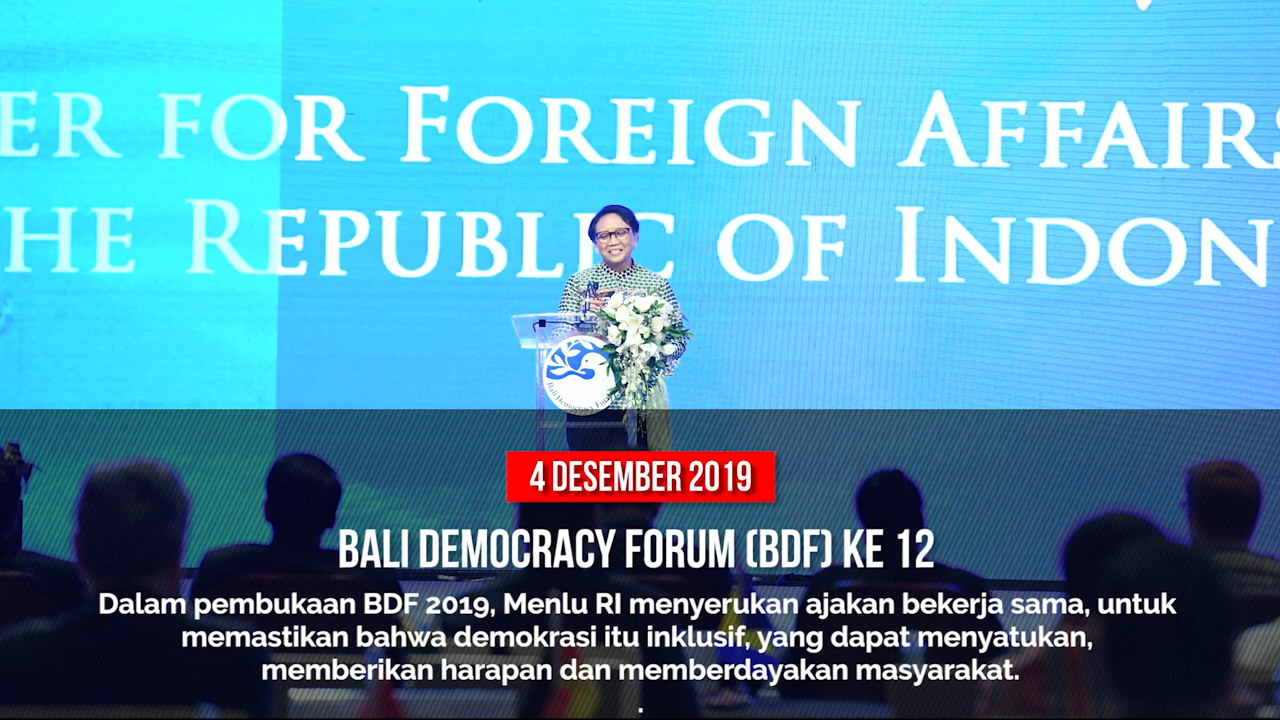 ER FOR FOREIGN AFFAIRS
HE REPUBLIC OF INDON
Bali Democracy
4 DESEMBER 2019
BALI DEMOCRACY FORUM (BDF) KE 12
Dalam pembukaan BDF 2019, Menlu RI menyerukan ajakan bekerja sama, untuk
memastikan bahwa demokrasi itu inklusif, yang dapat menyatukan,
memberikan harapan dan memberdayakan masyarakat.
.